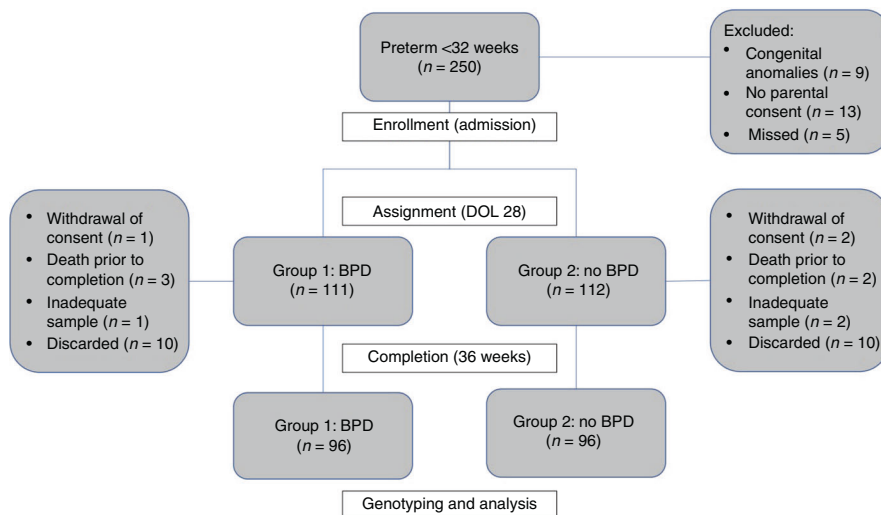 Preterm <32 weeks
(n = 250)
Excluded:
• Congenital
anomalies (n = 9)
• No parental
consent (n = 13)
• Missed (n = 5)
Enrollment (admission)
Assignment (DOL 28)
• Withdrawal of
consent (n = 1)
• Death prior to
completion (n = 3)
• Inadequate
sample (n = 1)
• Discarded (n = 10)
Group 1: BPD
(n = 111)
Group 2: no BPD
(n = 112)
• Withdrawal of
consent (n = 2)
• Death prior to
completion (n = 2)
• Inadequate
sample (n = 2)
• Discarded (n = 10)
Completion (36 weeks)
Group 1: BPD
(n = 96)
Group 2: no BPD
(n = 96)
Genotyping and analysis